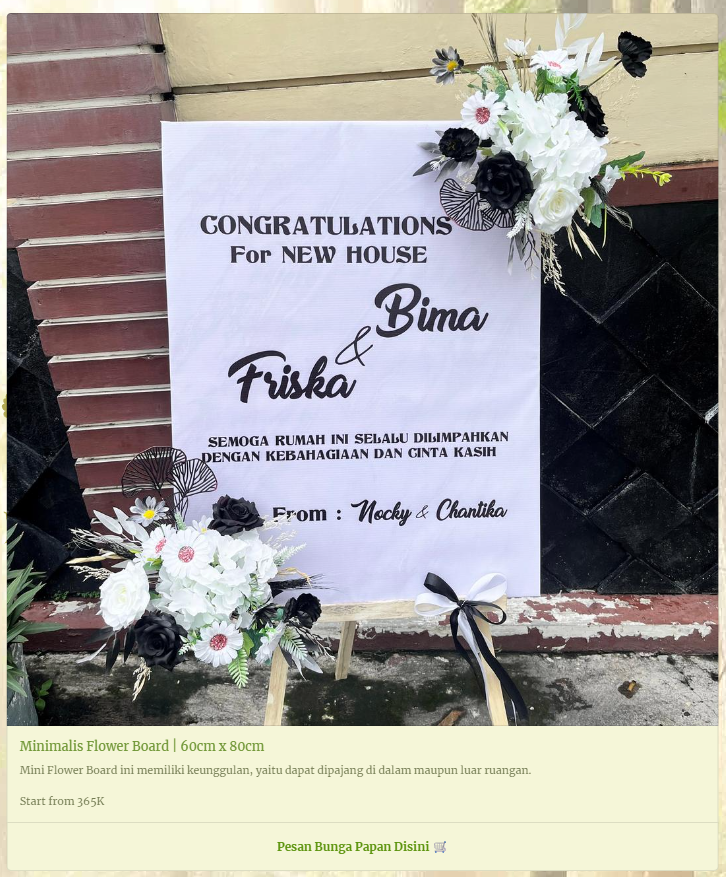 CONGRATULATIONS
For NEW HOUSE
Bima
&
Friska
SEMOGA RUMAH INI SELALU DILIMPAHKAN
DENGAN KEBAHAGIAAN DAN CINTA KASIH
From : Nocky & Chantika
Minimalis Flower Board | 60cm x 80cm
Mini Flower Board ini memiliki keunggulan, yaitu dapat dipajang di dalam maupun luar ruangan.
Start from 365K
Pesan Bunga Papan Disini 🛒